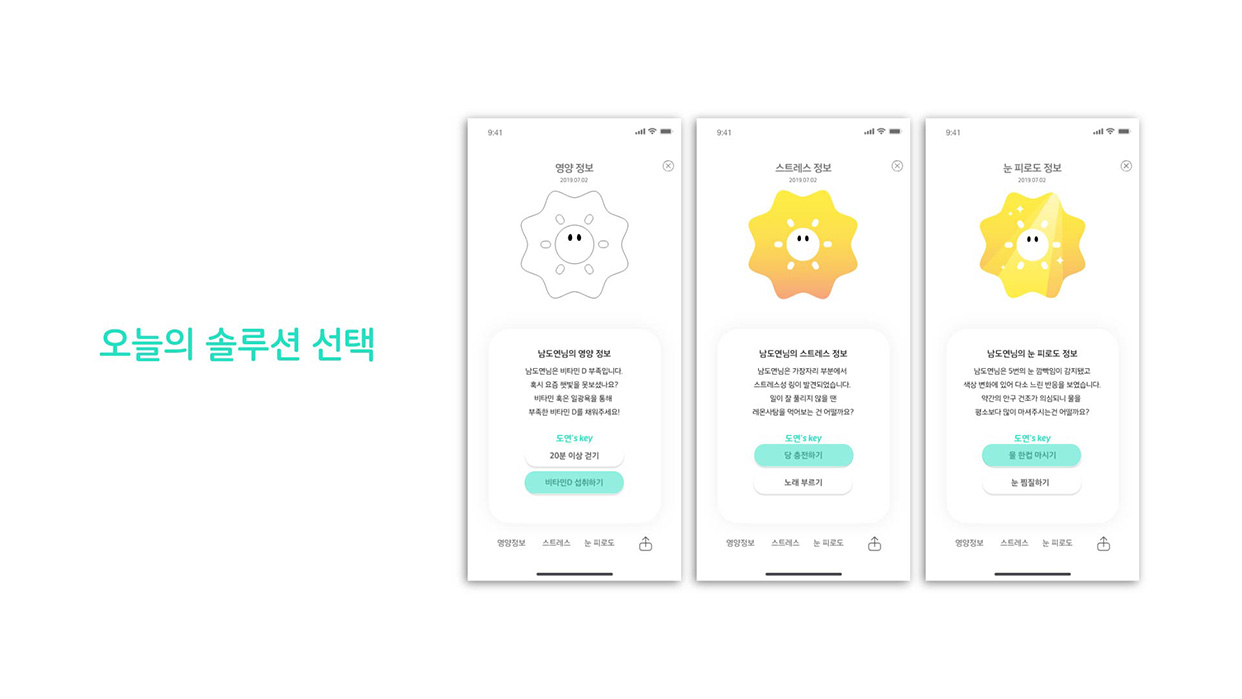 오늘의 솔루션 선택
9:41
영양 정보
2019.07.02
남도연님의 영양 정보
남도연님은 비타민 D 부족입니다.
혹시 요즘 햇빛을 못보셨나요?
비타민 혹은 일광욕을 통해
부족한 비타민 D를 채워주세요!
도연's key
20분 이상 걷기
비타민D 섭취하기
영양정보 스트레스 눈 피로도
9:41
스트레스 정보
2019.07.02
남도연님의 스트레스 정보
남도연님은 가장자리 부분에서
스트레스성 링이 발견되었습니다.
일이 잘 풀리지 않을 땐
레몬사탕을 먹어보는 건 어떨까요?
도연's key
당 충전하기
노래 부르기
영양정보 스트레스 눈 피로도
9:41
눈 피로도 정보
2019.07.02
남도연님의 눈 피로도 정보
남도연님은 5번의 눈 깜빡임이 감지됐고
색상 변화에 있어 다소 느린 반응을 보였습니다.
약간의 안구 건조가 의심되니 물을
평소보다 많이 마셔주시는건 어떨까요?
도연's key
물 한컵 마시기
눈 찜질하기
영양정보 스트레스 눈 피로도